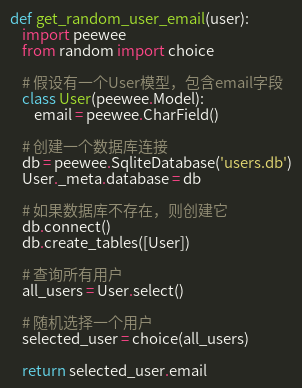 def get_random_user_email(user):
    import peewee
    from random import choice

    # 假设有一个User模型，包含email字段
    class User(peewee.Model):
        email = peewee.CharField()

    # 创建一个数据库连接
    db = peewee.SqliteDatabase('users.db')
    User._meta.database = db

    # 如果数据库不存在，则创建它
    db.connect()
    db.create_tables([User])

    # 查询所有用户
    all_users = User.select()

    # 随机选择一个用户
    selected_user = choice(all_users)

    return selected_user.email